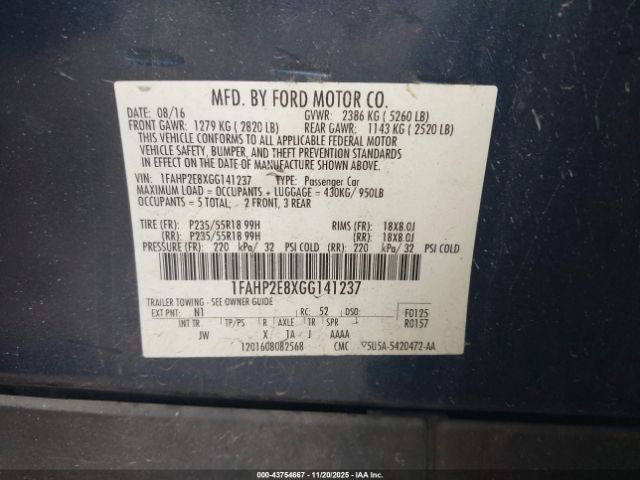 MFD. BY FORD MOTOR CO.
DATE: 08/16 GVWR: 2386 KG ( 5260 LB)
FRONT GAWR: 1279 KG ( 2820 LB) REAR GAWR: 1143 KG ( 2520 LB)
THIS VEHICLE CONFORMS TO ALL APPLICABLE FEDERAL MOTOR
VEHICLE SAFETY, BUMPER, AND THEFT PREVENTION STANDARDS
IN EFFECT ON THE DATE OF MANUFACTURE SHOWN ABOVE.
VIN: 1FAHP2E8XGG141237 TYPE: Passenger Car
MAXIMUM LOAD = OCCUPANTS + LUGGAGE = 430KG/ 950LB
OCCUPANTS = 5 TOTAL: 2 FRONT, 3 REAR
TIRE (FR): P235/55R18 99H RIMS (FR): 18X8.0J
(RR): P235/55R18 99H (RR): 18X8.0J
PRESSURE (FR): 220 kPa/ 32 PSI COLD (RR): 220 kPa/ 32 PSI COLD
1FAHP2E8XGG141237
TRAILER TOWING - SEE OWNER GUIDE
EXT PNT: N1 RC: 52 DSO: F0125
INT TR TP/PS R AXLE TR SPR R0157
JW X 1A J AAAA
1201608082568 CMC 5U5A-5420472-AA
000-43754667 - 11/20/2025 - IAAI.COM